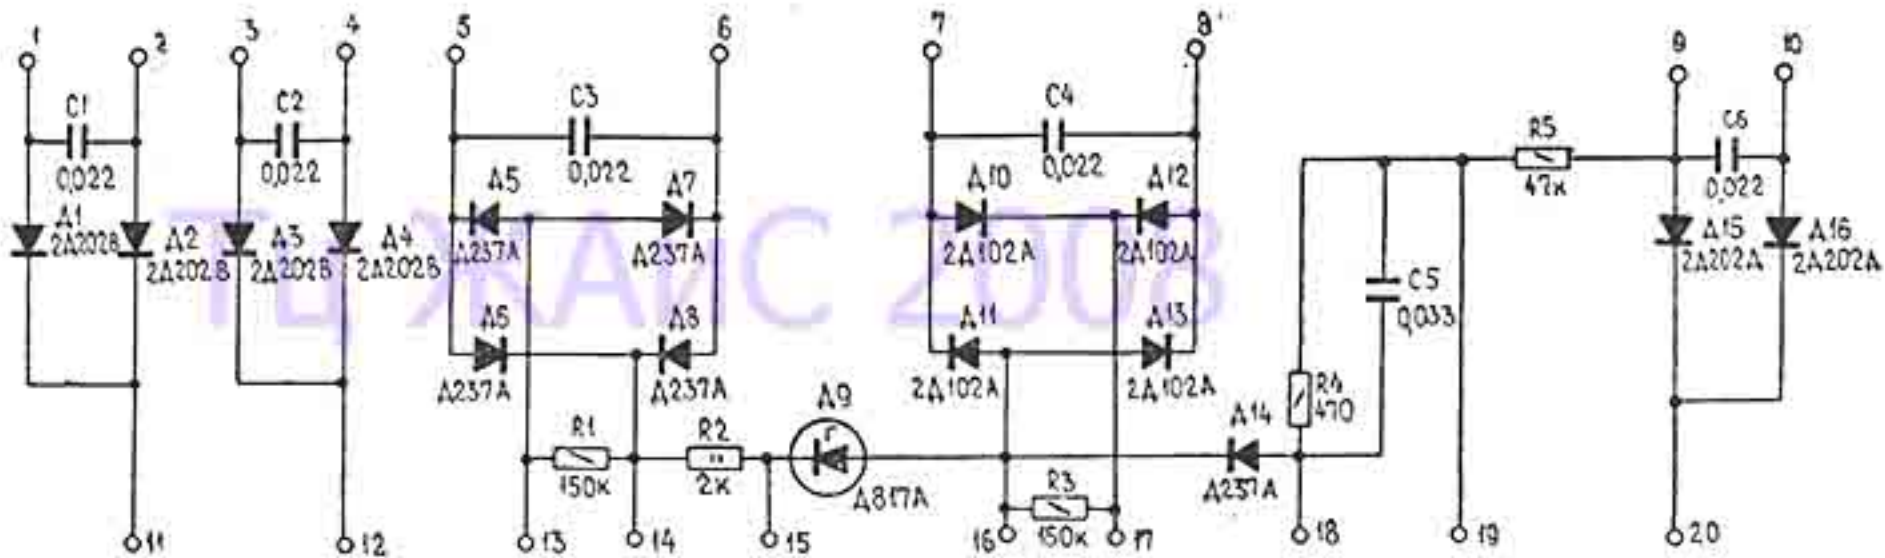 1 2 3 4 5 6 7 8 9 10
C1 C2 C3 C4 R5 C6
0,022 0,022 0,022 0,022 47к 0,022
Д5 Д7 Д10 Д12
Д1 Д2 Д3 Д4 Д15 Д16
2Д202В 2Д202В 2Д202В 2Д202В Д237А Д237А 2Д102А 2Д102А 2Д202Д 2Д202Д
ТЦ ЖАиС 2008
C5
0,033
Д6 Д8 Д11 Д13
Д237А Д237А 2Д102А 2Д102А
R4
470
Д9 Д14
R1 R2 г
150к 2к Д817А R3 Д237А
150к
11 12 13 14 15 16 17 18 19 20